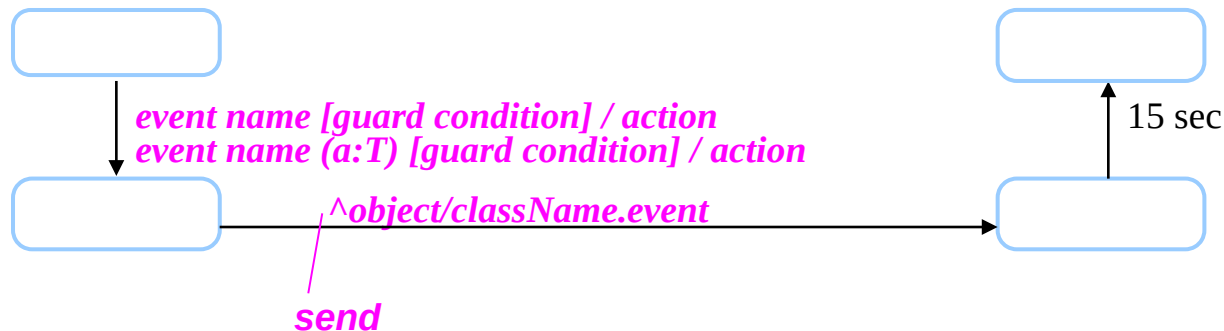 event name [guard condition] / action
15 sec
event name (a:T) [guard condition] / action
^object/className.event
send